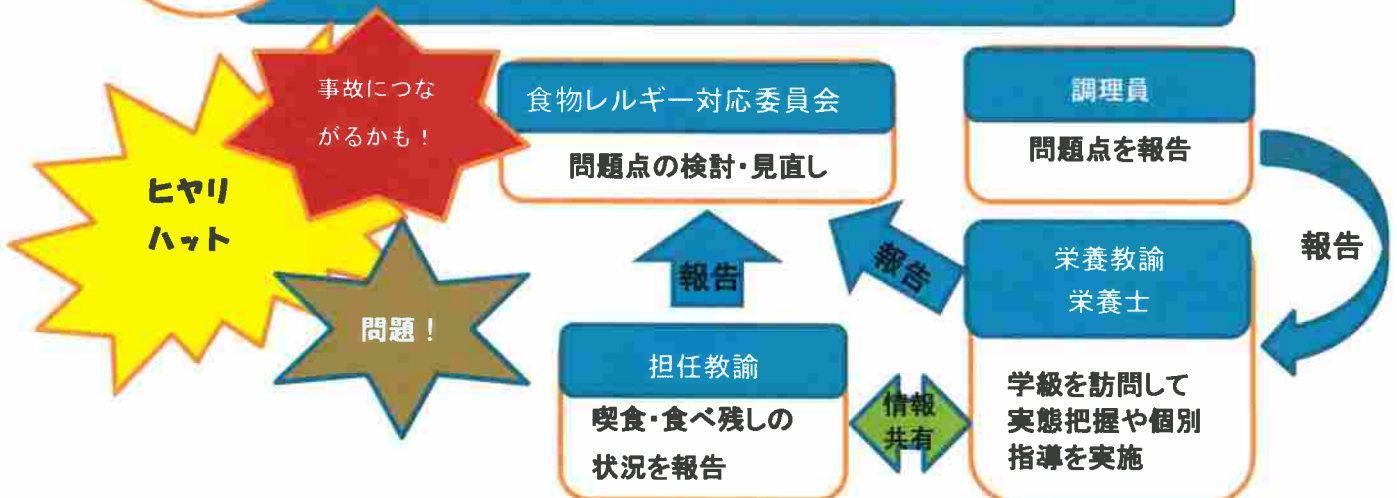 事故につな
がるかも！
ヒヤリ
ハット
問題！
食物レルギー対応委員会
問題点の検討・見直し
調理員
問題点を報告
報告
報告
報告
栄養教諭
栄養士
学級を訪問して
実態把握や個別
指導を実施
情報
共有
担任教諭
喫食・食べ残しの
状況を報告